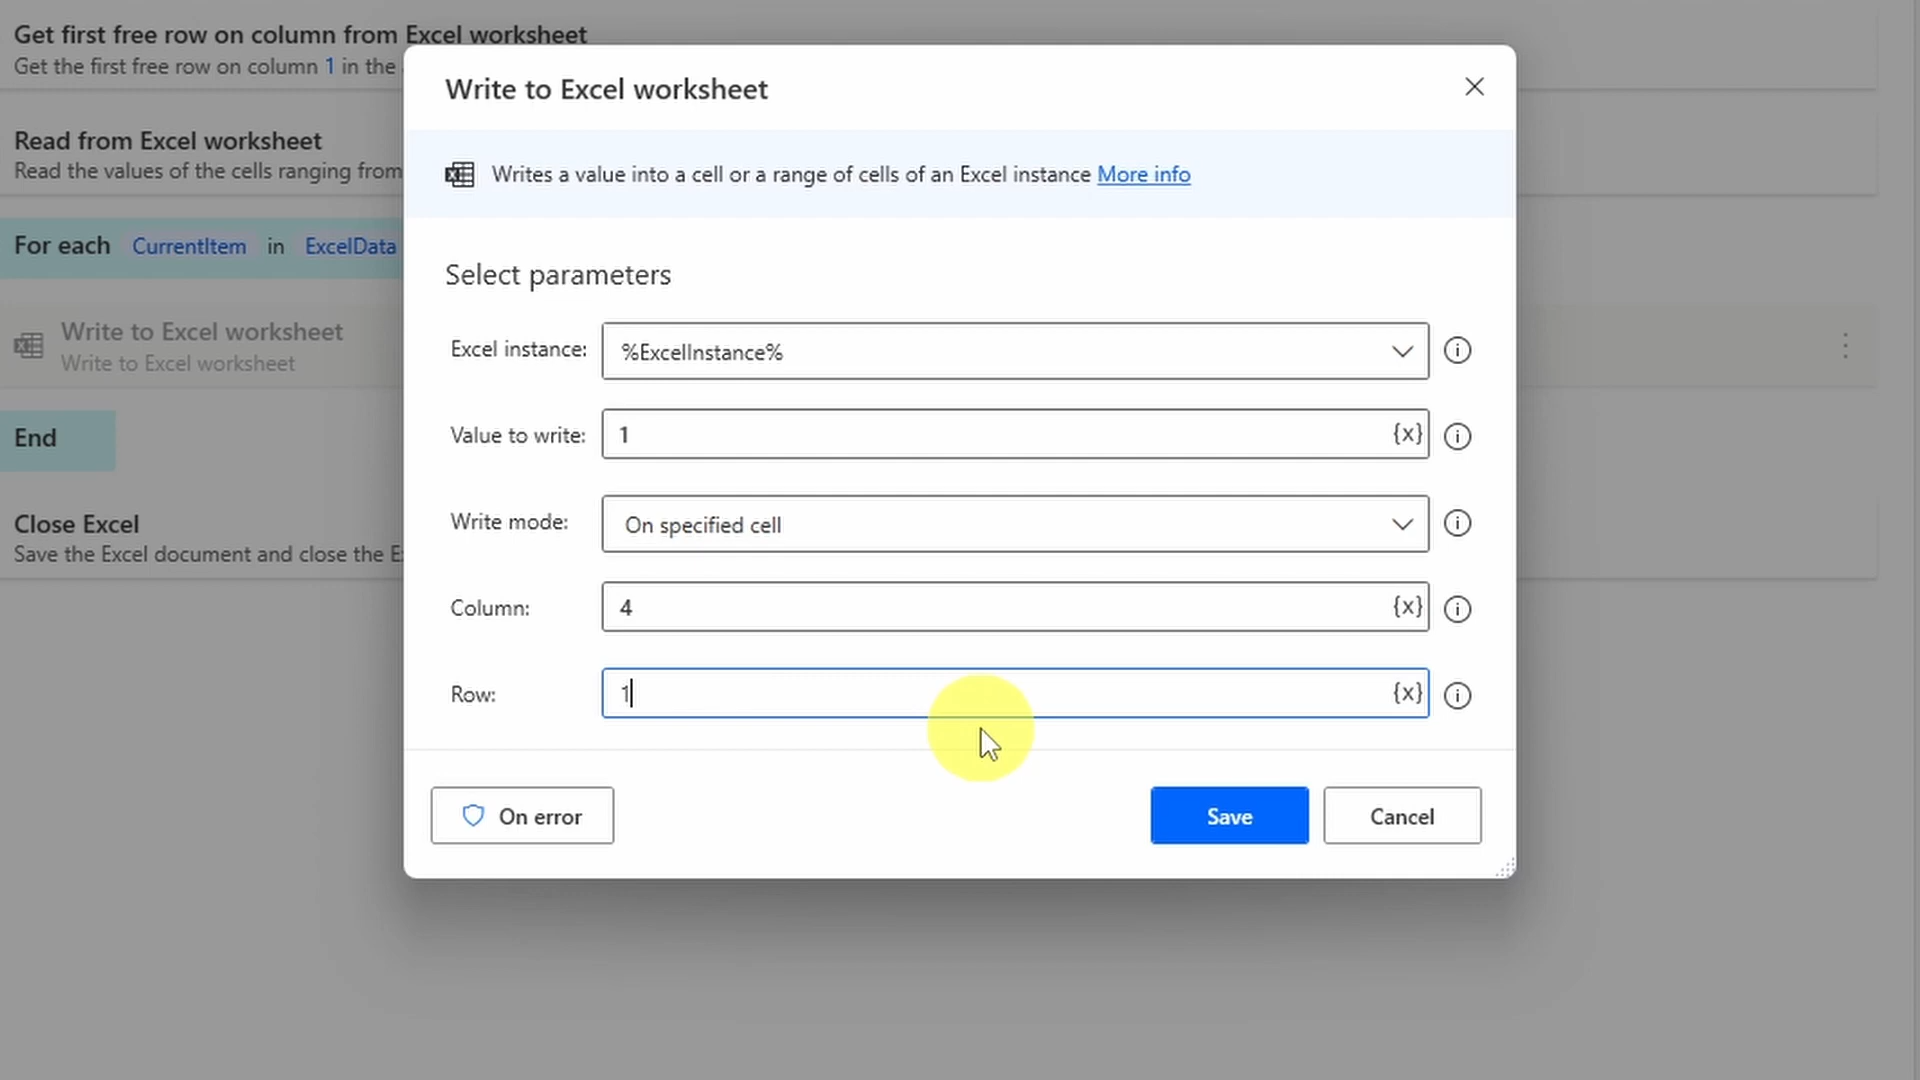 Get first free row on column from Excel worksheet
Get the first free row on column 1 in the
Read from Excel worksheet
Read the values of the cells ranging from
For each CurrentItem in ExcelData
Write to Excel worksheet
Write to Excel worksheet
End
Close Excel
Save the Excel document and close the E
Write to Excel worksheet
Writes a value into a cell or a range of cells of an Excel instance More info
Select parameters
Excel instance: %ExcelInstance%
Value to write: 1 {x}
Write mode: On specified cell
Column: 4 {x}
Row: 1 {x}
On error
Save
Cancel